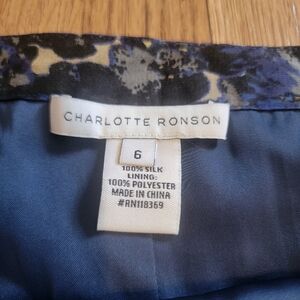 CHARLOTTE RONSON
6
100% SILK
LINING:
100% POLYESTER
MADE IN CHINA
#RN118369